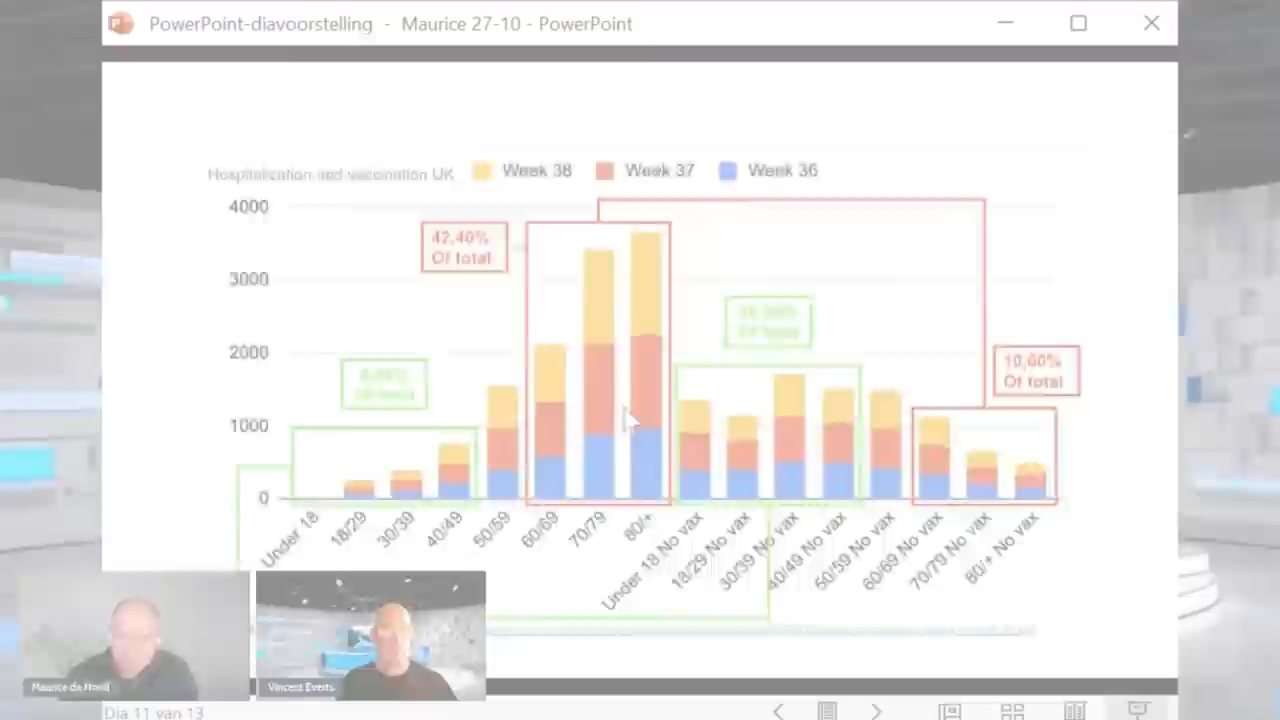 PowerPoint-diavoorstelling - Maurice 27-10 - PowerPoint
Hospitalization and vaccination UK
Week 38
Week 37
Week 36
4000
3000
2000
1000
0
42,40%
Of total
10,60%
Of total
Under 18
18/29
30/39
40/49
50/59
60/69
70/79
80/+
Under 18 No vax
18/29 No vax
30/39 No vax
40/49 No vax
50/59 No vax
60/69 No vax
70/79 No vax
80/+ No vax
Maurice de Hond
Vincent Everts
Dia 11 van 13